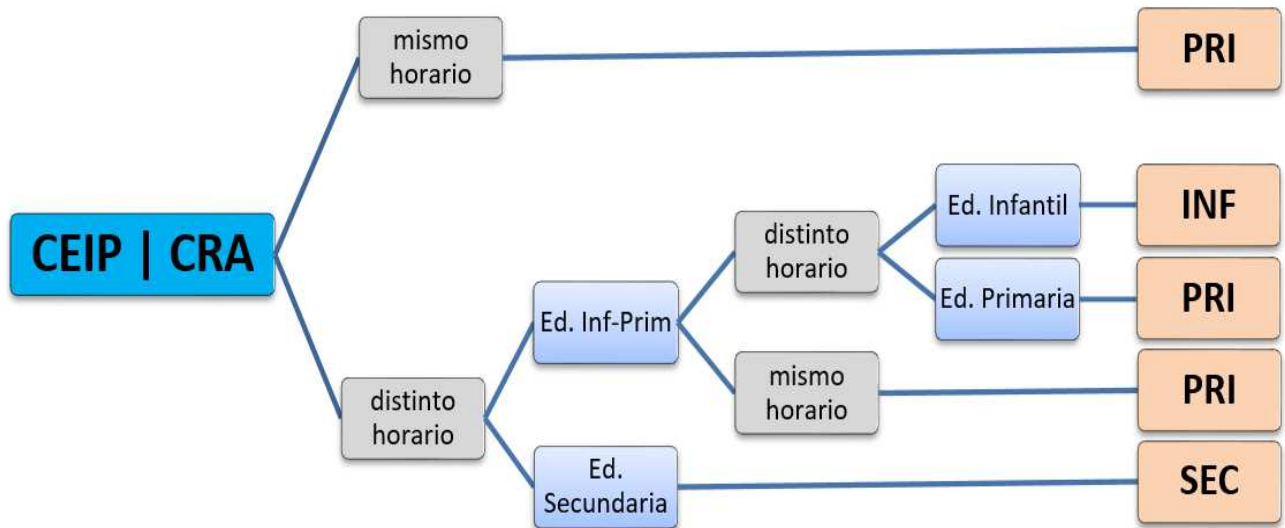 mismo
horario
PRI
CEIP | CRA
distinto
horario
Ed. Inf-Prim
distinto
horario
Ed. Infantil
INF
Ed. Primaria
PRI
mismo
horario
PRI
Ed.
Secundaria
SEC